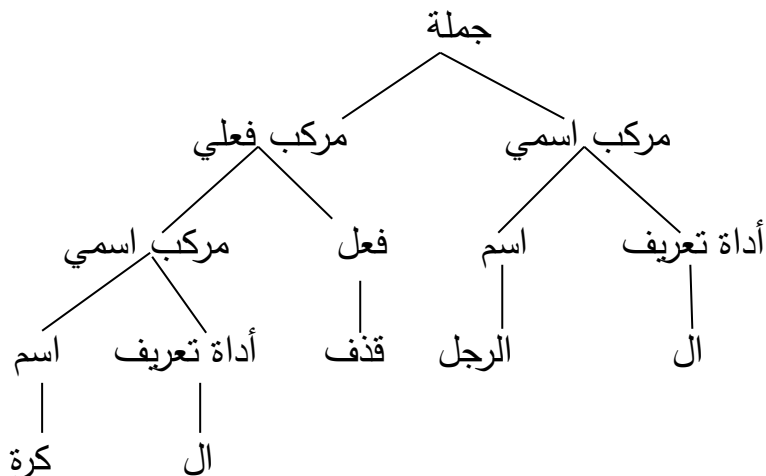 جملة
مركب اسمي مركب فعلي
أداة تعريف اسم فعل مركب اسمي
ال الرجل قذف أداة تعريف اسم
ال كرة